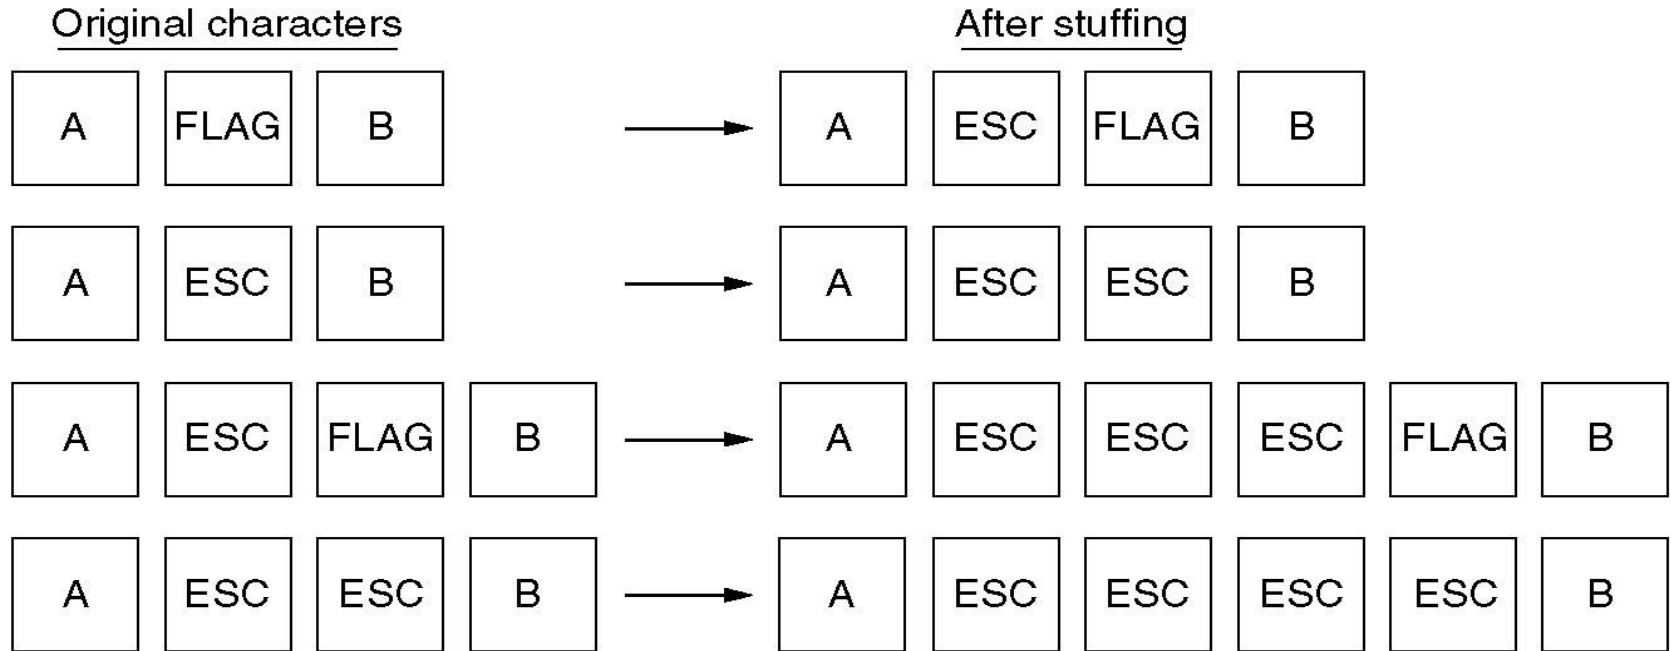 Original characters After stuffing
A FLAG B A ESC FLAG B
A ESC B A ESC ESC B
A ESC FLAG B A ESC ESC ESC FLAG B
A ESC ESC B A ESC ESC ESC ESC B